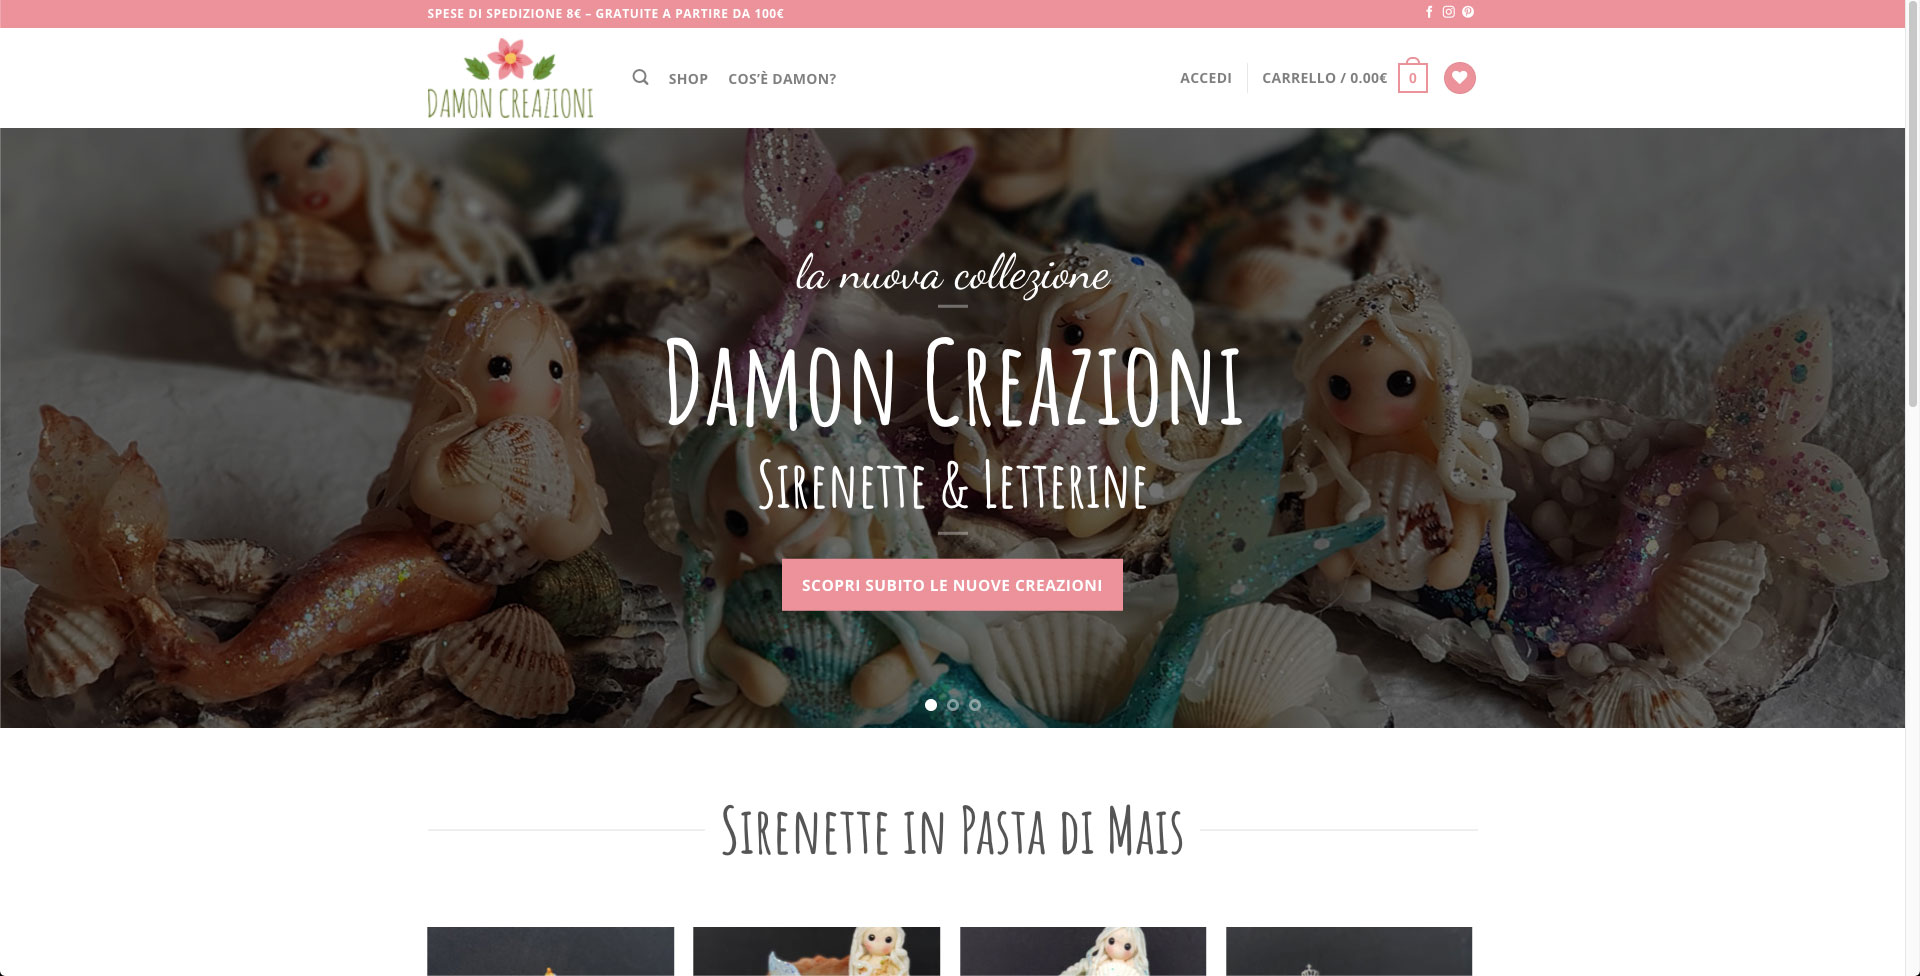 SPESE DI SPEDIZIONE 8€ – GRATUITE A PARTIRE DA 100€
DAMON CREAZIONI
SHOP
COS’È DAMON?
ACCEDI
CARRELLO / 0.00€
0
la nuova collezione
DAMON CREAZIONI
SIRENETTE & LETTERINE
SCOPRI SUBITO LE NUOVE CREAZIONI
SIRENETTE IN PASTA DI MAIS